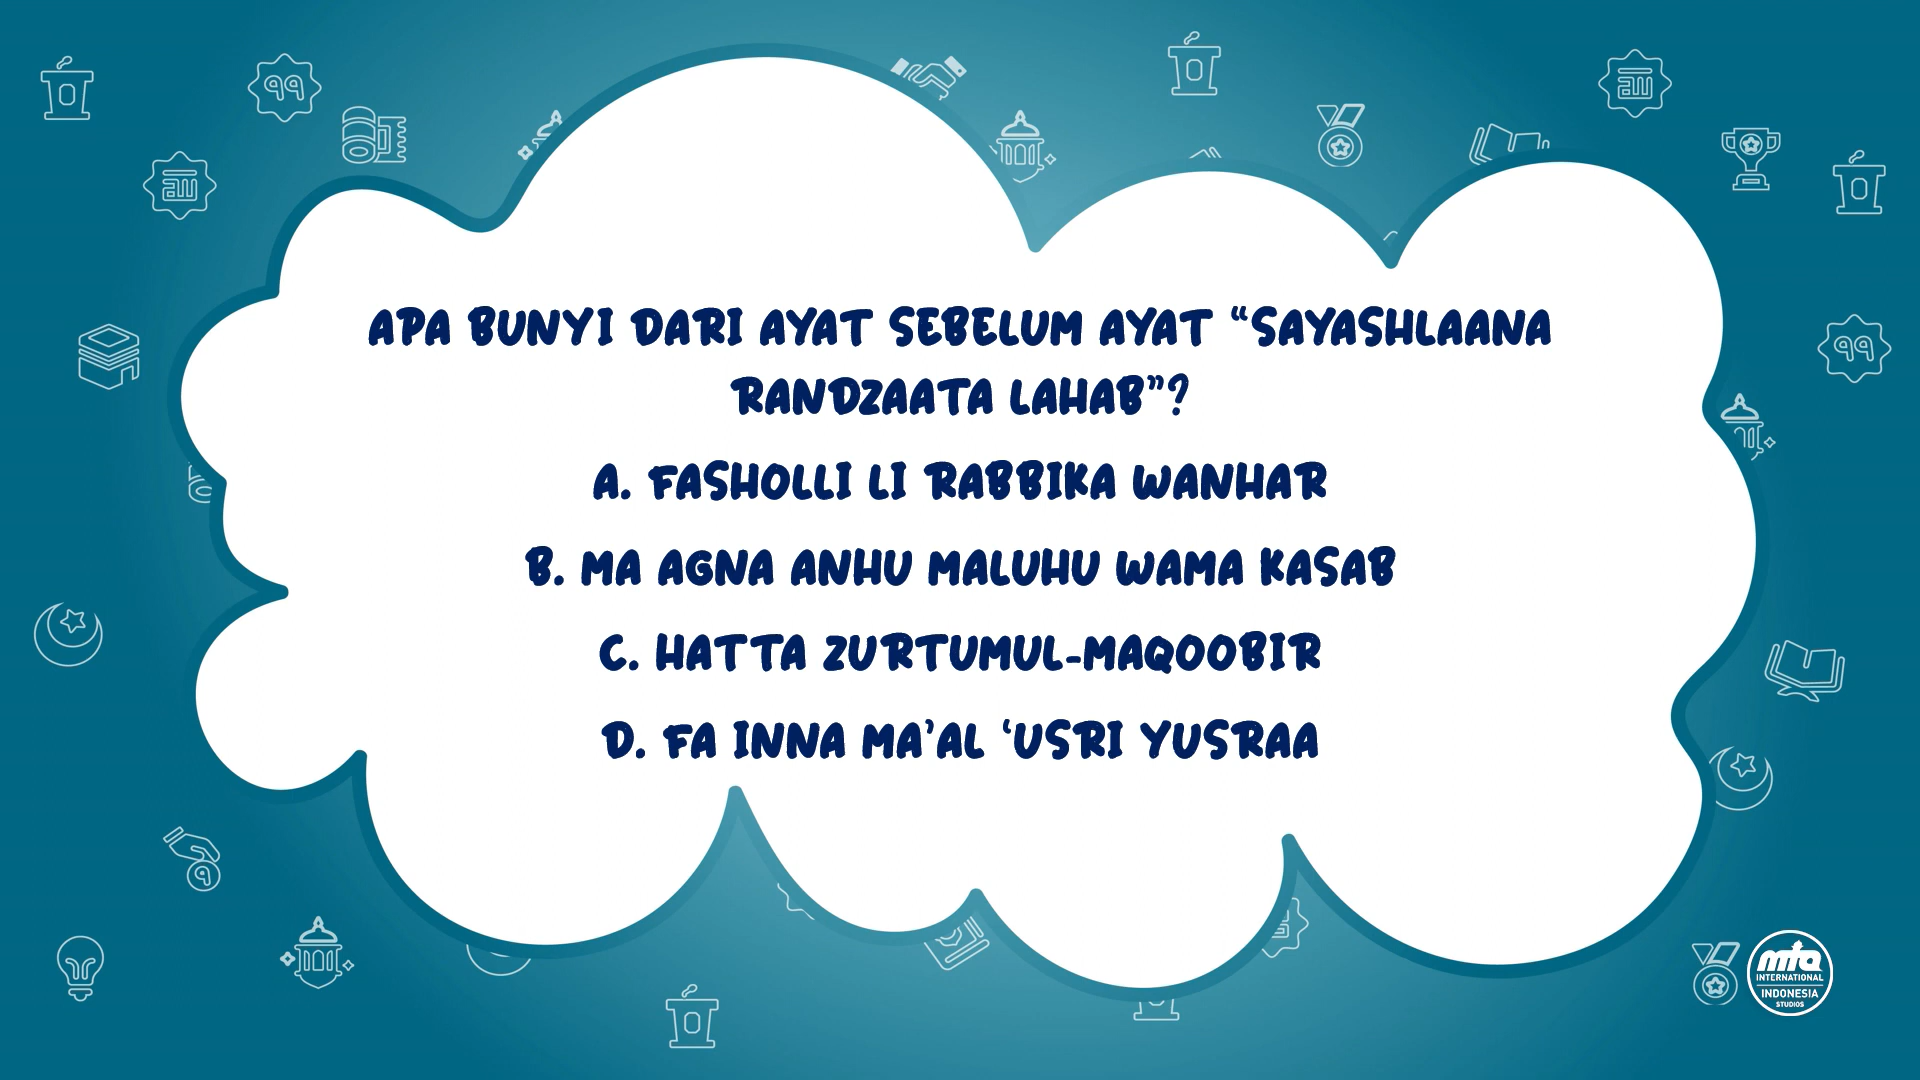 APA BUNYI DARI AYAT SEBELUM AYAT “SAYASHLAANA
RANDZAATA LAHAB”?
A. FASHOLLI LI RABBIKA WANHAR
B. MA AGNA ANHU MALUHU WAMA KASAB
C. HATTA ZURTUMUL-MAQOOBIR
D. FA INNA MA’AL ‘USRI YUSRAA
mta
INTERNATIONAL
INDONESIA
STUDIOS